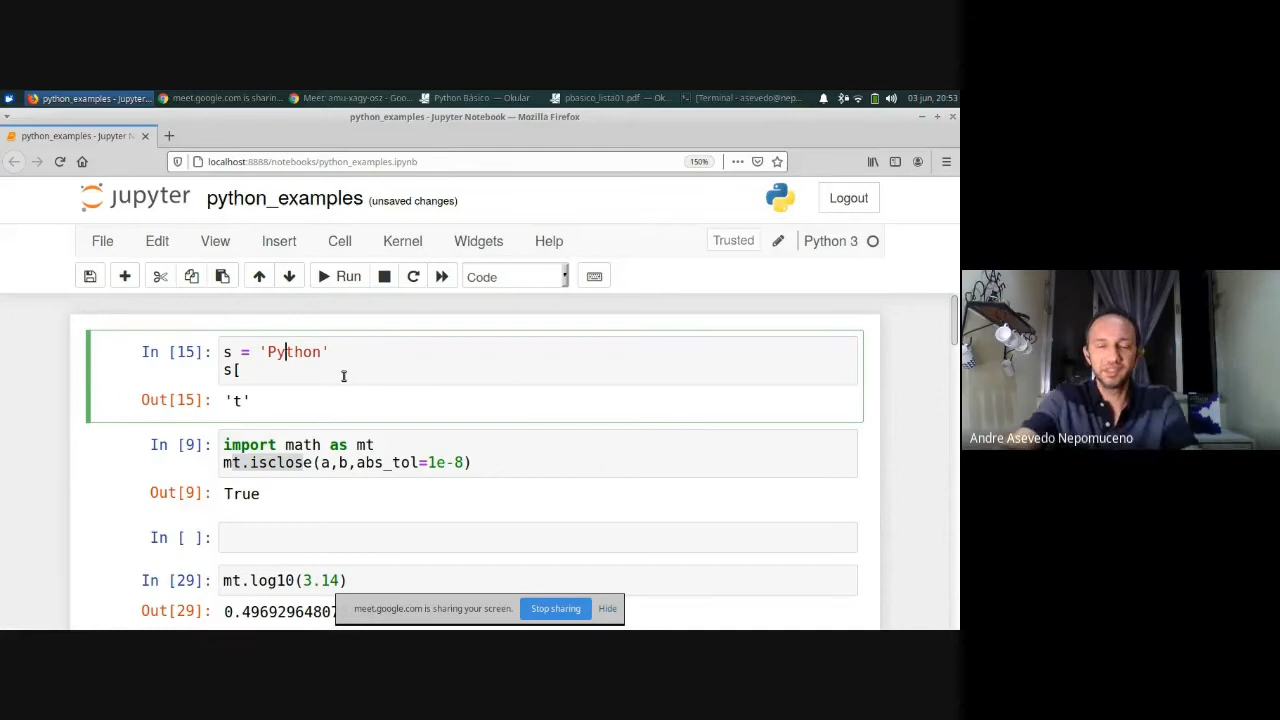 python_examples - Jupyter...
meet.google.com is sharin...
Meet: amu-xagy-osz - Goo...
Python Básico — Okular
pbasico_lista01.pdf — Ok...
[Terminal - asevedo@nep...
03 jun, 20:53
python_examples - Jupyter Notebook — Mozilla Firefox
python_examples - Jupyter N
localhost:8888/notebooks/python_examples.ipynb
150%
jupyter
python_examples (unsaved changes)
Logout
File Edit View Insert Cell Kernel Widgets Help
Trusted
Python 3
Run
Code
In [15]: s = 'Python'
s[
Out[15]: 't'
In [9]: import math as mt
mt.isclose(a,b,abs_tol=1e-8)
Out[9]: True
In [ ]:
In [29]: mt.log10(3.14)
Out[29]: 0.4969296480
meet.google.com is sharing your screen. Stop sharing Hide
Andre Asevedo Nepomuceno